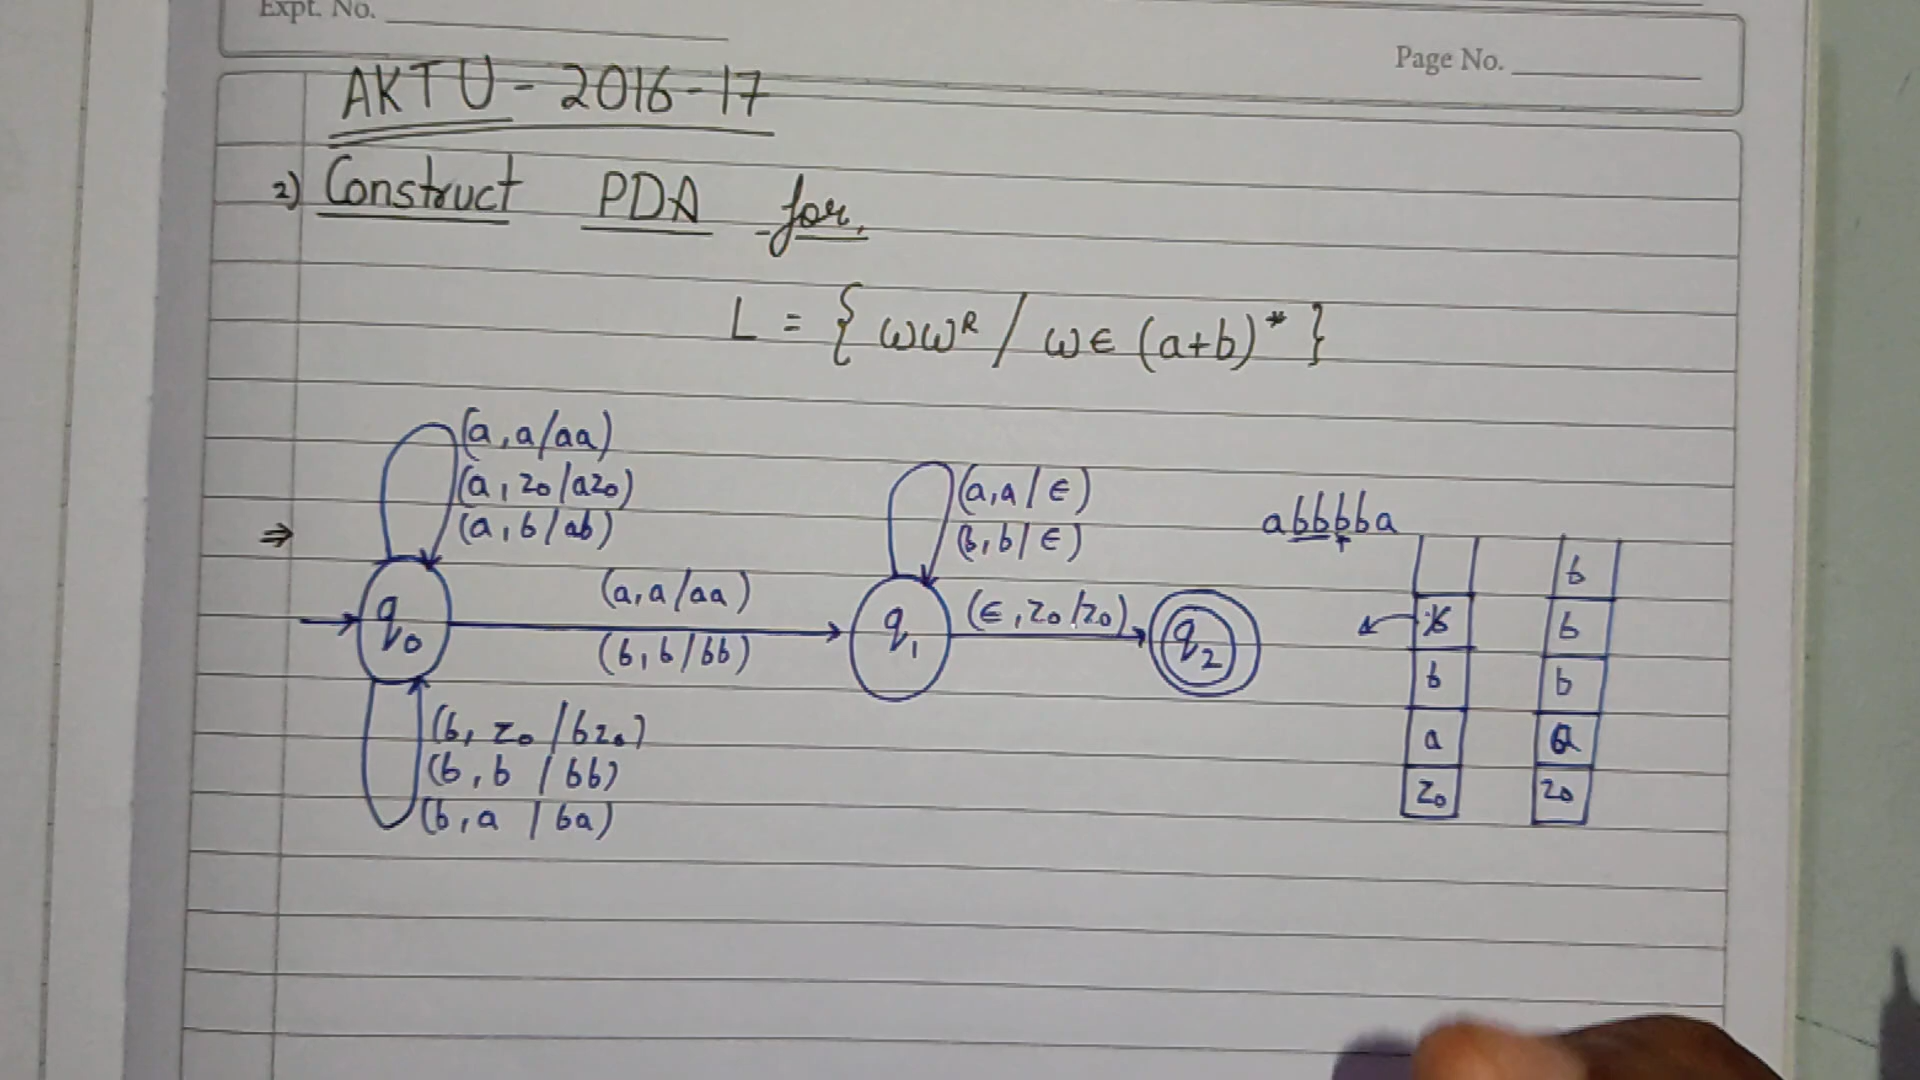 Expt. No.
Page No.
AKTU - 2016-17
2) Construct PDA for,
L = { ωωᴿ / ω ∈ (a+b)* }
(a, a/aa)
(a, z₀/az₀)
(a, b/ab)
⇒
q₀
(a, a/aa)
(b, b/bb)
(b, z₀/bz₀)
(b, b/bb)
(b, a/ba)
(a, a/ϵ)
(b, b/ϵ)
q₁
(ϵ, z₀/z₀)
q₂
abbbba
b
b
a
z₀
b
b
b
a
z₀